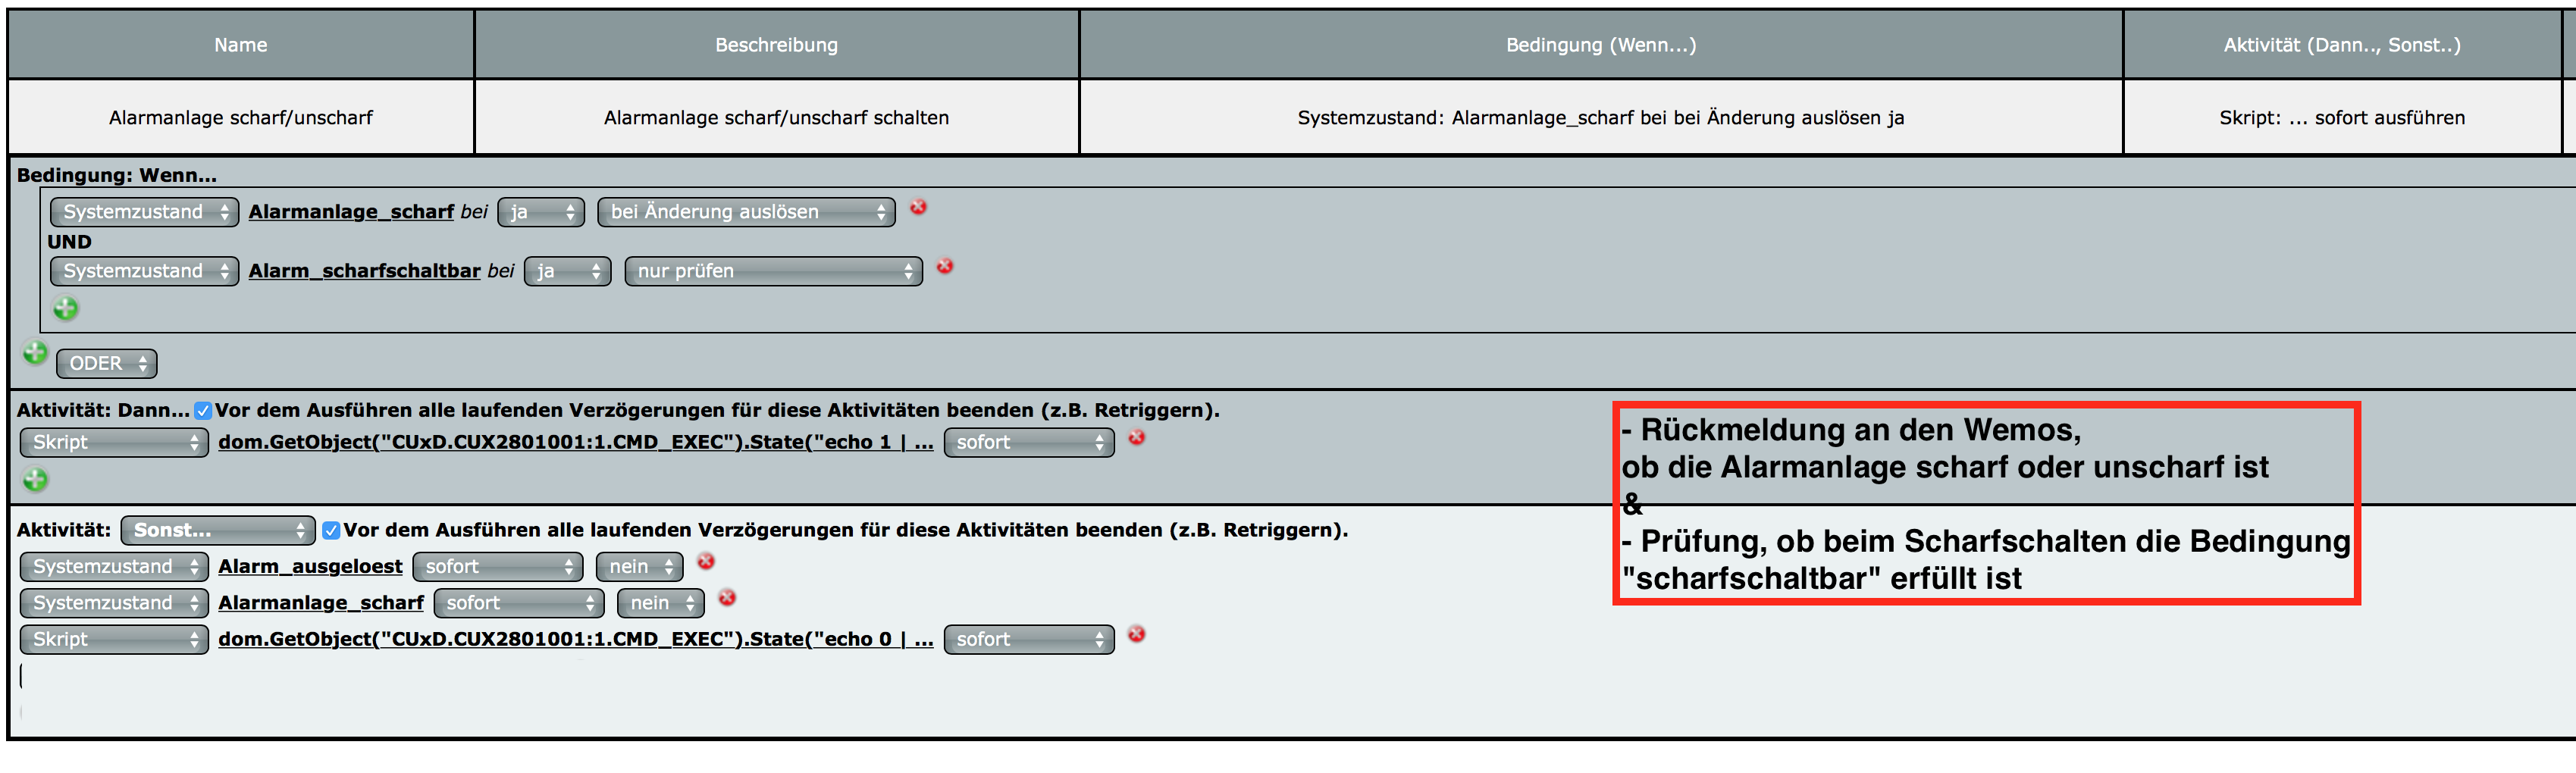 Name Beschreibung Bedingung (Wenn...) Aktivität (Dann.., Sonst..)
Alarmanlage scharf/unscharf Alarmanlage scharf/unscharf schalten Systemzustand: Alarmanlage_scharf bei bei Änderung auslösen ja Skript: ... sofort ausführen
Bedingung: Wenn...
Systemzustand Alarmanlage_scharf bei ja bei Änderung auslösen
UND
Systemzustand Alarm_scharfschaltbar bei ja nur prüfen
ODER
Aktivität: Dann... Vor dem Ausführen alle laufenden Verzögerungen für diese Aktivitäten beenden (z.B. Retriggern).
Skript dom.GetObject("CUxD.CUX2801001:1.CMD_EXEC").State("echo 1 | ... sofort
- Rückmeldung an den Wemos,
ob die Alarmanlage scharf oder unscharf ist
&
- Prüfung, ob beim Scharfschalten die Bedingung
"scharfschaltbar" erfüllt ist
Aktivität: Sonst... Vor dem Ausführen alle laufenden Verzögerungen für diese Aktivitäten beenden (z.B. Retriggern).
Systemzustand Alarm_ausgeloest sofort nein
Systemzustand Alarmanlage_scharf sofort nein
Skript dom.GetObject("CUxD.CUX2801001:1.CMD_EXEC").State("echo 0 | ... sofort